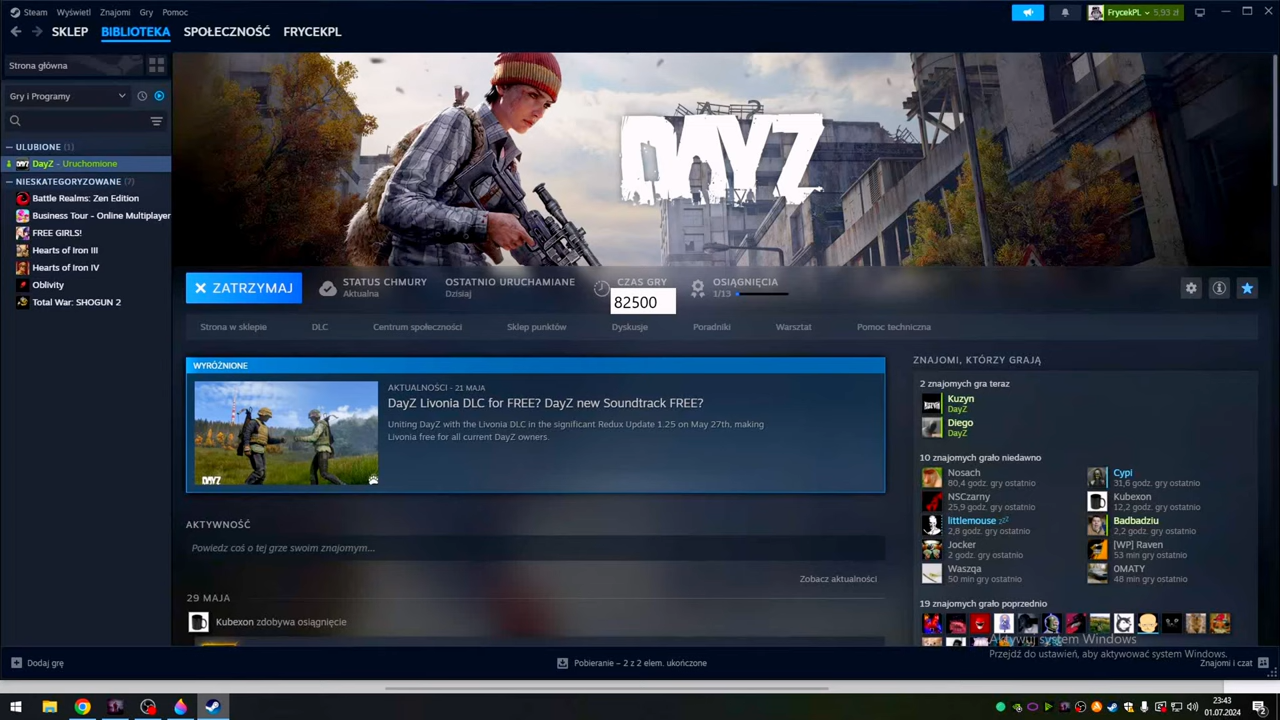 Steam Wyświetl Znajomi Gry Pomoc
FrycekPL 5,93 zł
SKLEP BIBLIOTEKA SPOŁECZNOŚĆ FRYCEKPL
Strona główna
Gry i Programy
ULUBIONE (1)
DayZ - Uruchomione
NIESKATEGORYZOWANE (7)
Battle Realms: Zen Edition
Business Tour - Online Multiplayer
FREE GIRLS!
Hearts of Iron III
Hearts of Iron IV
Oblivity
Total War: SHOGUN 2
DAYZ
ZATRZYMAJ
STATUS CHMURY
Aktualna
OSTATNIO URUCHAMIANE
Dzisiaj
CZAS GRY
82500
OSIĄGNIĘCIA
1/13
Strona w sklepie DLC Centrum społeczności Sklep punktów Dyskusje Poradniki Warsztat Pomoc techniczna
WYRÓŻNIONE
DAYZ
AKTUALNOŚCI - 21 MAJA
DayZ Livonia DLC for FREE? DayZ new Soundtrack FREE?
Uniting DayZ with the Livonia DLC in the significant Redux Update 1.25 on May 27th, making
Livonia free for all current DayZ owners.
AKTYWNOŚĆ
Powiedz coś o tej grze swoim znajomym...
Zobacz aktualności
29 MAJA
Kubexon zdobywa osiągnięcie
ZNAJOMI, KTÓRZY GRAJĄ
2 znajomych gra teraz
Kuzyn
DayZ
Diego
DayZ
10 znajomych grało niedawno
Nosach
80,4 godz. gry ostatnio
Cypi
31,6 godz. gry ostatnio
NSCzarny
25,9 godz. gry ostatnio
Kubexon
12,2 godz. gry ostatnio
littlemouse zzz
2,8 godz. gry ostatnio
Badbadziu
2,2 godz. gry ostatnio
Jocker
2 godz. gry ostatnio
[WP] Raven
53 min gry ostatnio
Waszqa
50 min gry ostatnio
0MATY
48 min gry ostatnio
19 znajomych grało poprzednio
Aktywuj system Windows
Przejdź do ustawień, aby aktywować system Windows.
Dodaj grę
Pobieranie – 2 z 2 elem. ukończone
Znajomi i czat
23:43
01.07.2024
2